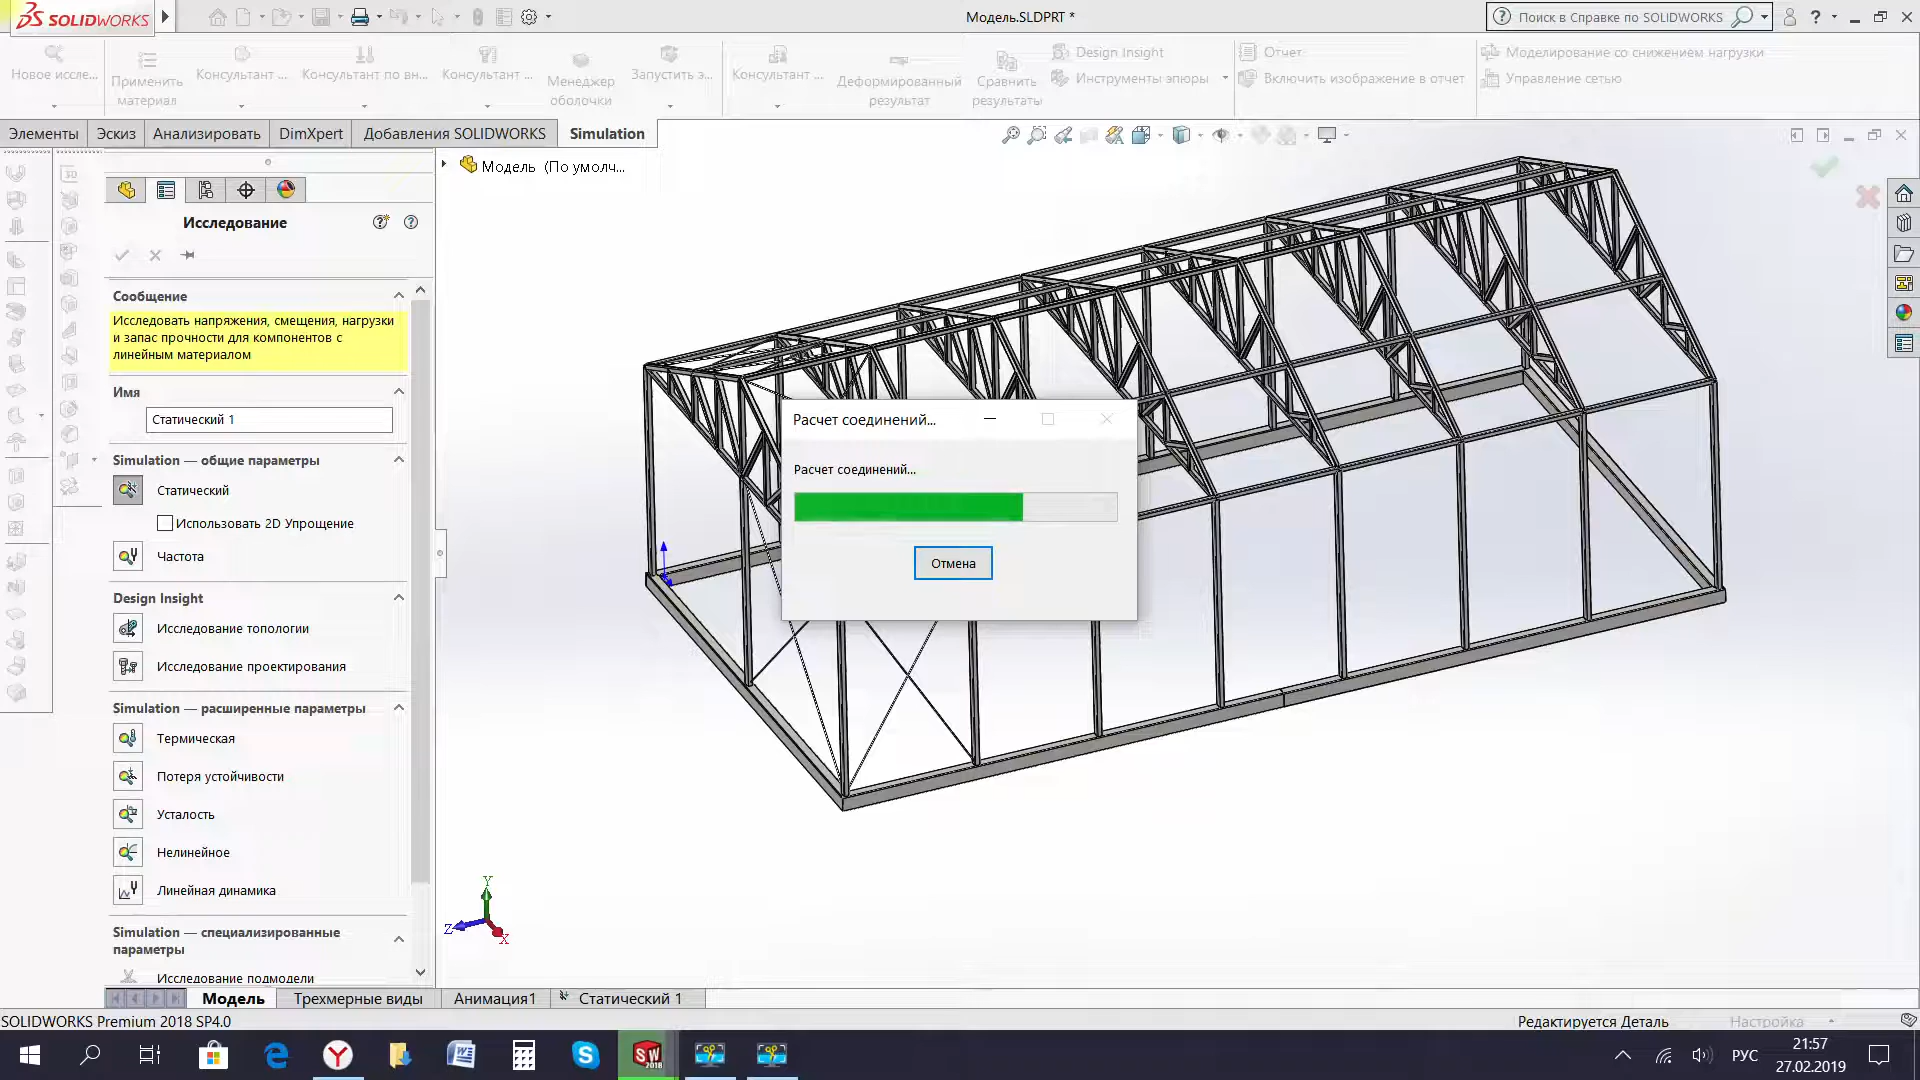 SOLIDWORKS
Модель.SLDPRT *
Поиск в Справке по SOLIDWORKS
Новое иссле...
Применить
материал
Консультант ...
Консультант по вн...
Консультант ...
Менеджер
оболочки
Запустить э...
Консультант ...
Деформированный
результат
Сравнить
результаты
Design Insight
Инструменты эпюры
Отчет
Включить изображение в отчет
Моделирование со снижением нагрузки
Управление сетью
Элементы
Эскиз
Анализировать
DimXpert
Добавления SOLIDWORKS
Simulation
Модель (По умолч...
Исследование
Сообщение
Исследовать напряжения, смещения, нагрузки
и запас прочности для компонентов с
линейным материалом
Имя
Статический 1
Simulation — общие параметры
Статический
Использовать 2D Упрощение
Частота
Design Insight
Исследование топологии
Исследование проектирования
Simulation — расширенные параметры
Термическая
Потеря устойчивости
Усталость
Нелинейное
Линейная динамика
Simulation — специализированные
параметры
Исследование подмодели
Расчет соединений...
Расчет соединений...
Отмена
Y
Z
X
Модель
Трехмерные виды
Анимация1
Статический 1
SOLIDWORKS Premium 2018 SP4.0
Редактируется Деталь
Настройка
SW
2018
РУС
21:57
27.02.2019